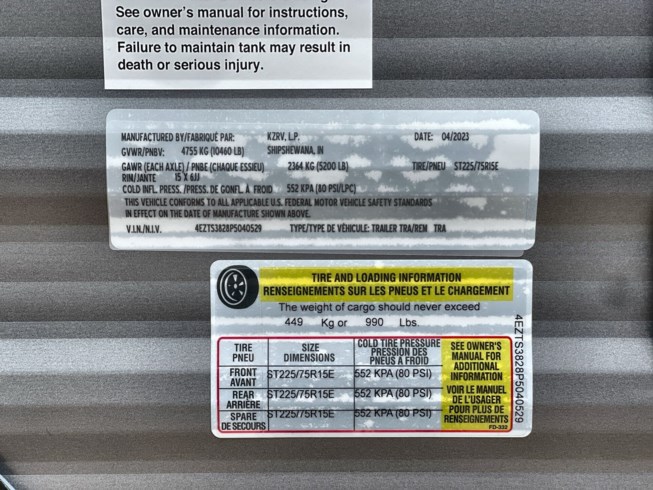 See owner's manual for instructions,
care, and maintenance information.
Failure to maintain tank may result in
death or serious injury.
MANUFACTURED BY/FABRIQUÉ PAR: KZRV, L.P. DATE: 04/2023
GVWR/PNBV: 4755 KG (10460 LB) SHIPSHEWANA, IN
GAWR (EACH AXLE) / PNBE (CHAQUE ESSIEU) 2364 KG (5200 LB) TIRE/PNEU ST225/75R15E
RIN/JANTE 15 X 6JJ
COLD INFL. PRESS. /PRESS. DE GONFL. À FROID 552 KPA (80 PSI/LPC)
THIS VEHICLE CONFORMS TO ALL APPLICABLE U.S. FEDERAL MOTOR VEHICLE SAFETY STANDARDS
IN EFFECT ON THE DATE OF MANUFACTURE SHOWN ABOVE.
V.I.N./N.I.V. 4EZTS3828P5040529 TYPE/TYPE DE VÉHICULE: TRAILER TRA/REM TRA
TIRE AND LOADING INFORMATION
RENSEIGNEMENTS SUR LES PNEUS ET LE CHARGEMENT
The weight of cargo should never exceed
449 Kg or 990 Lbs
TIRE
PNEU
SIZE
DIMENSIONS
COLD TIRE PRESSURE
PRESSION DES
PNEUS À FROID
FRONT
AVANT
ST225/75R15E
552 KPA (80 PSI)
REAR
ARRIÈRE
ST225/75R15E
552 KPA (80 PSI)
SPARE
DE SECOURS
ST225/75R15E
552 KPA (80 PSI)
SEE OWNER'S
MANUAL FOR
ADDITIONAL
INFORMATION
VOIR LE MANUEL
DE L'USAGER
POUR PLUS DE
RENSEIGNEMENTS
FD-332
4EZTS3828P5040529